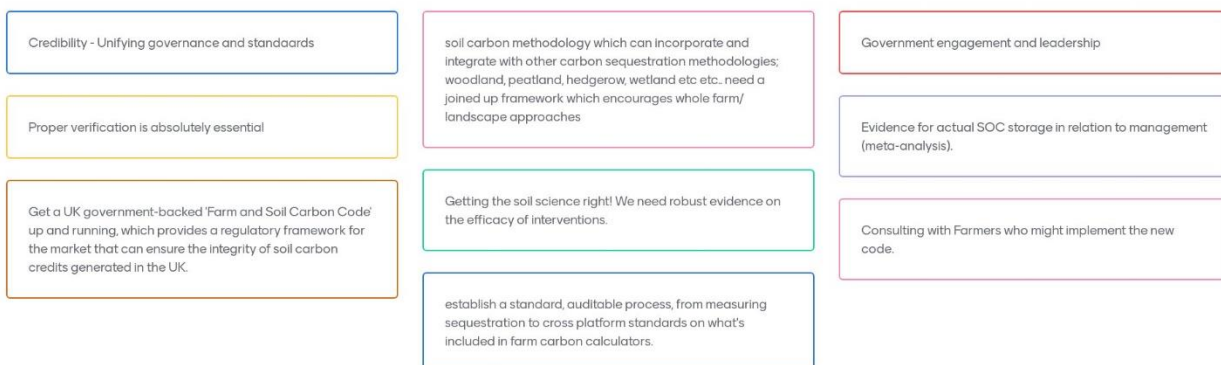 Credibility - Unifying governance and standaards
Proper verification is absolutely essential
Get a UK government-backed 'Farm and Soil Carbon Code'
up and running, which provides a regulatory framework for
the market that can ensure the integrity of soil carbon
credits generated in the UK.
soil carbon methodology which can incorporate and
integrate with other carbon sequestration methodologies;
woodland, peatland, hedgerow, wetland etc etc.. need a
joined up framework which encourages whole farm/
landscape approaches
Getting the soil science right! We need robust evidence on
the efficacy of interventions.
establish a standard, auditable process, from measuring
sequestration to cross platform standards on what's
included in farm carbon calculators.
Government engagement and leadership
Evidence for actual SOC storage in relation to management
(meta-analysis).
Consulting with Farmers who might implement the new
code.